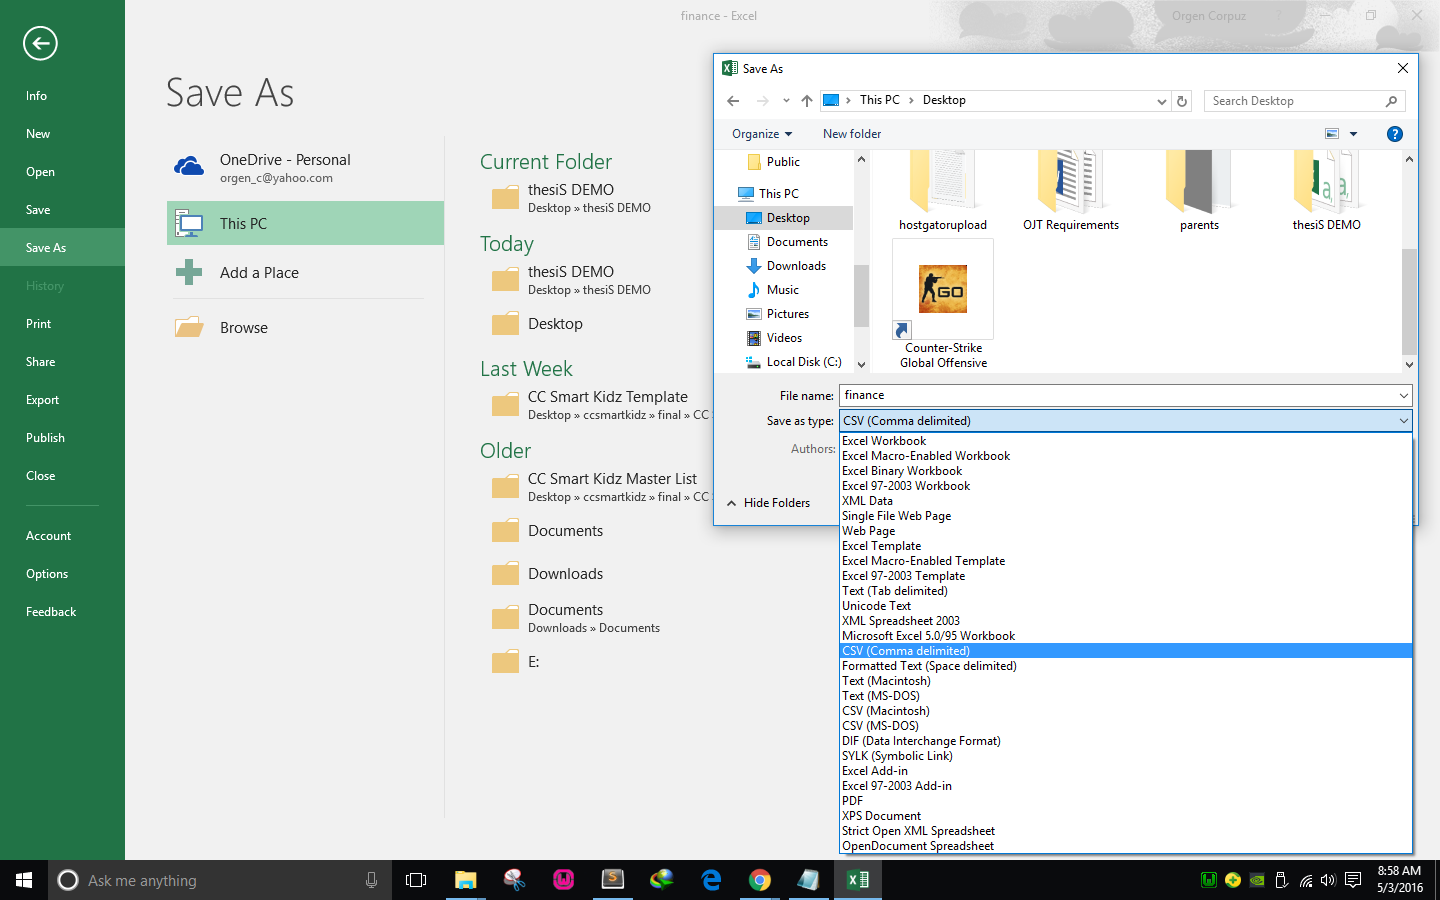 finance - Excel
Orgen Corpuz
?
Info
New
Open
Save
Save As
History
Print
Share
Export
Publish
Close
Account
Options
Feedback
Save As
OneDrive - Personal
orgen_c@yahoo.com
This PC
Add a Place
Browse
Current Folder
thesiS DEMO
Desktop » thesiS DEMO
Today
thesiS DEMO
Desktop » thesiS DEMO
Desktop
Last Week
CC Smart Kidz Template
Desktop » ccsmartkidz » final » CC
Older
CC Smart Kidz Master List
Desktop » ccsmartkidz » final » CC
Documents
Downloads
Documents
Downloads » Documents
E:
Save As
This PC > Desktop
Search Desktop
Organize
New folder
?
Public
This PC
Desktop
Documents
Downloads
Music
Pictures
Videos
Local Disk (C:)
hostgatorupload
OJT Requirements
parents
thesiS DEMO
GO
Counter-Strike
Global Offensive
File name: finance
Save as type: CSV (Comma delimited)
Authors:
Hide Folders
Excel Workbook
Excel Macro-Enabled Workbook
Excel Binary Workbook
Excel 97-2003 Workbook
XML Data
Single File Web Page
Web Page
Excel Template
Excel Macro-Enabled Template
Excel 97-2003 Template
Text (Tab delimited)
Unicode Text
XML Spreadsheet 2003
Microsoft Excel 5.0/95 Workbook
CSV (Comma delimited)
Formatted Text (Space delimited)
Text (Macintosh)
Text (MS-DOS)
CSV (Macintosh)
CSV (MS-DOS)
DIF (Data Interchange Format)
SYLK (Symbolic Link)
Excel Add-in
Excel 97-2003 Add-in
PDF
XPS Document
Strict Open XML Spreadsheet
OpenDocument Spreadsheet
Ask me anything
8:58 AM
5/3/2016